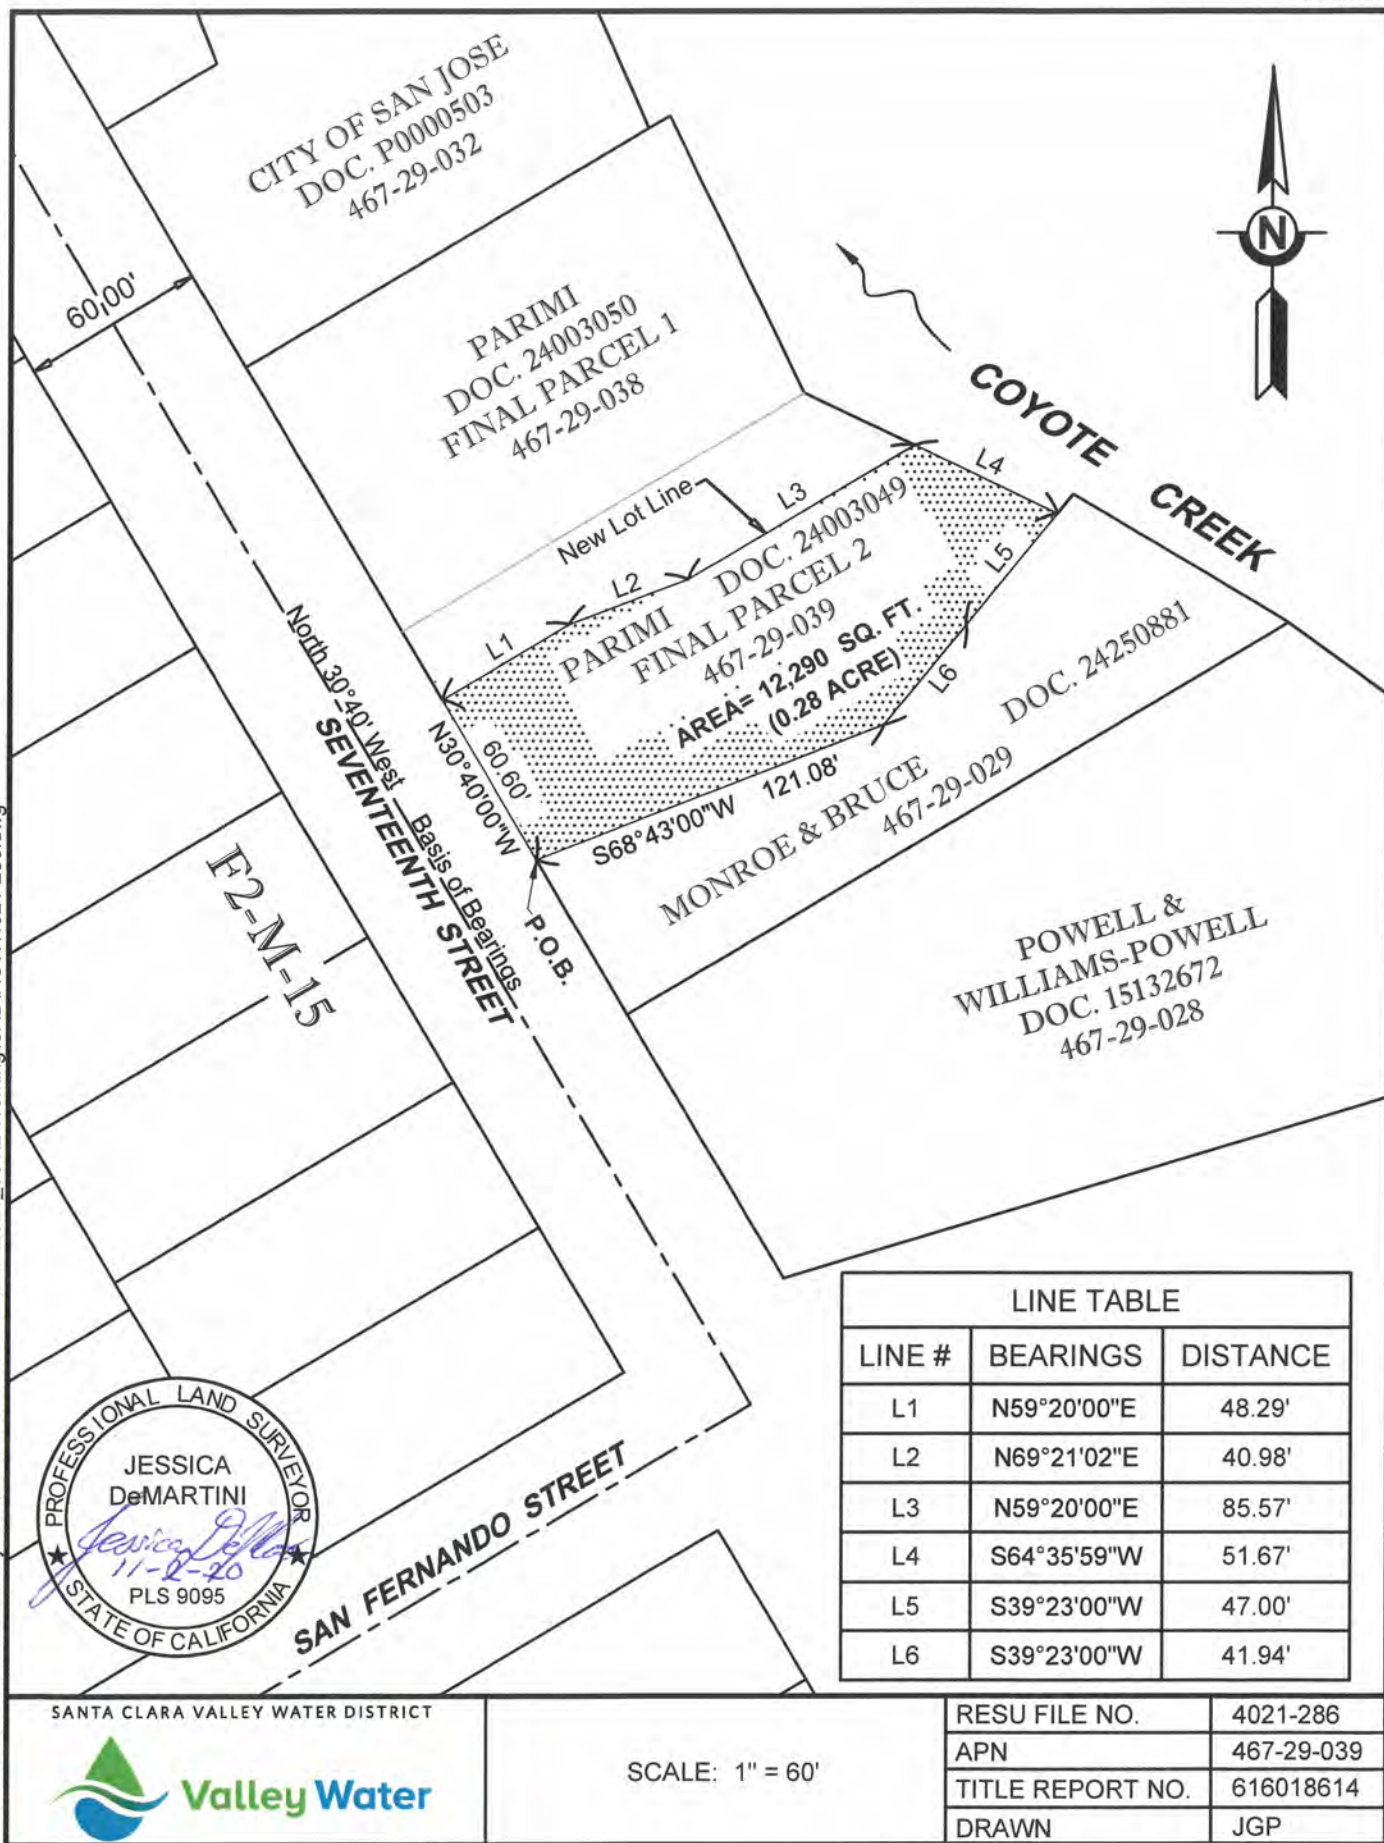 CITY OF SAN JOSE
DOC. P0000503
467-29-032
60.00'
PARIMI
DOC. 24003050
FINAL PARCEL 1
467-29-038
N
COYOTE CREEK
New Lot Line
L1
L2
L3
L4
L5
L6
PARIMI DOC. 24003049
FINAL PARCEL 2
467-29-039
AREA= 12,290 SQ. FT.
(0.28 ACRE)
N30°40'00"W
60.60'
S68°43'00"W 121.08'
P.O.B.
North 30°40' West Basis of Bearings
SEVENTEENTH STREET
F2-M-15
MONROE & BRUCE DOC. 24250881
467-29-029
POWELL &
WILLIAMS-POWELL
DOC. 15132672
467-29-028
SAN FERNANDO STREET
LINE TABLE
LINE # BEARINGS DISTANCE
L1 N59°20'00"E 48.29'
L2 N69°21'02"E 40.98'
L3 N59°20'00"E 85.57'
L4 S64°35'59"W 51.67'
L5 S39°23'00"W 47.00'
L6 S39°23'00"W 41.94'
PROFESSIONAL LAND SURVEYOR
JESSICA
DeMARTINI
11-2-20
PLS 9095
STATE OF CALIFORNIA
SANTA CLARA VALLEY WATER DISTRICT
Valley Water
SCALE: 1" = 60'
RESU FILE NO. 4021-286
APN 467-29-039
TITLE REPORT NO. 616018614
DRAWN JGP